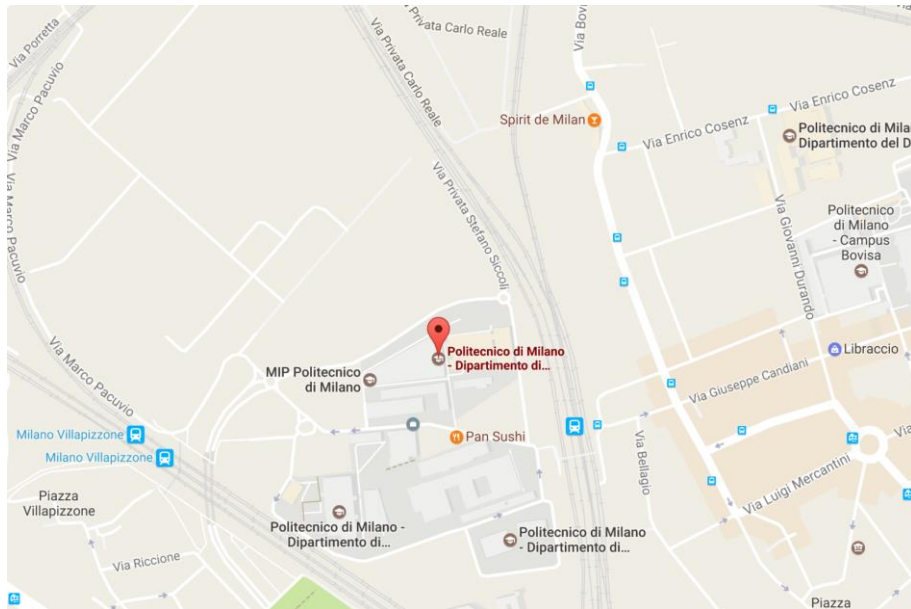 Via Porretta
Via Marco Pacuvio
Via Marco Pacuvio
Via Marco Pacuvio
Via Privata Carlo Reale
Via Privata Carlo Reale
Via Bovi
Spirit de Milan
Via Enrico Cosenz
Via Enrico Cosenz
Politecnico di Mila
Dipartimento del D
Via Privata Stefano Siccoli
Via Giovanni Durando
Politecnico
di Milano
- Campus
Bovisa
Politecnico di Milano
- Dipartimento di...
MIP Politecnico
di Milano
Libraccio
Via Giuseppe Candiani
Milano Villapizzone
Milano Villapizzone
Pan Sushi
Via Bellagio
Via
Via Luigi Mercantini
Piazza
Villapizzone
Politecnico di Milano -
Dipartimento di...
Politecnico di Milano
- Dipartimento di...
Via Riccione
Piazza